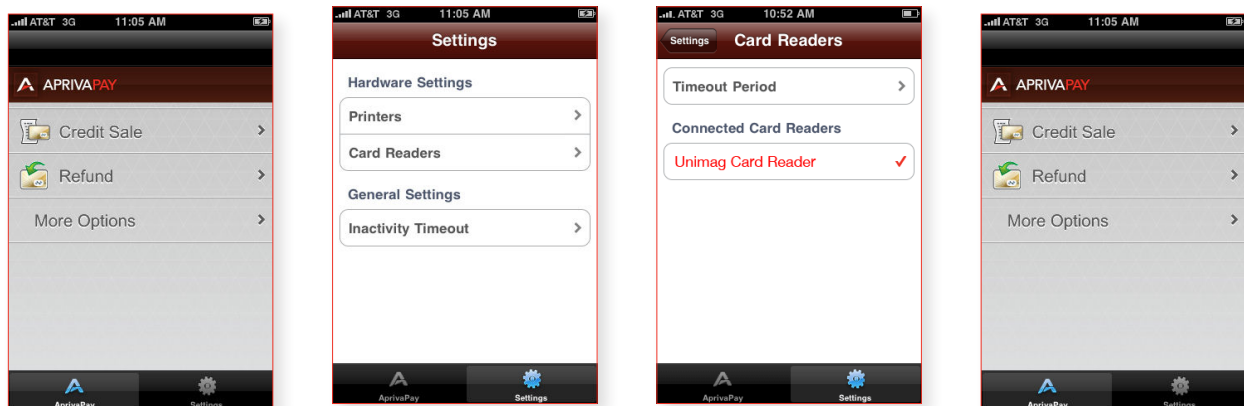 AT&T 3G 11:05 AM
APRIVAPAY
Credit Sale
Refund
More Options
AprivaPay Settings
AT&T 3G 11:05 AM
Settings
Hardware Settings
Printers
Card Readers
General Settings
Inactivity Timeout
AprivaPay Settings
AT&T 3G 10:52 AM
Settings Card Readers
Timeout Period
Connected Card Readers
Unimag Card Reader
AprivaPay Settings
AT&T 3G 11:05 AM
APRIVAPAY
Credit Sale
Refund
More Options
AprivaPay Settings